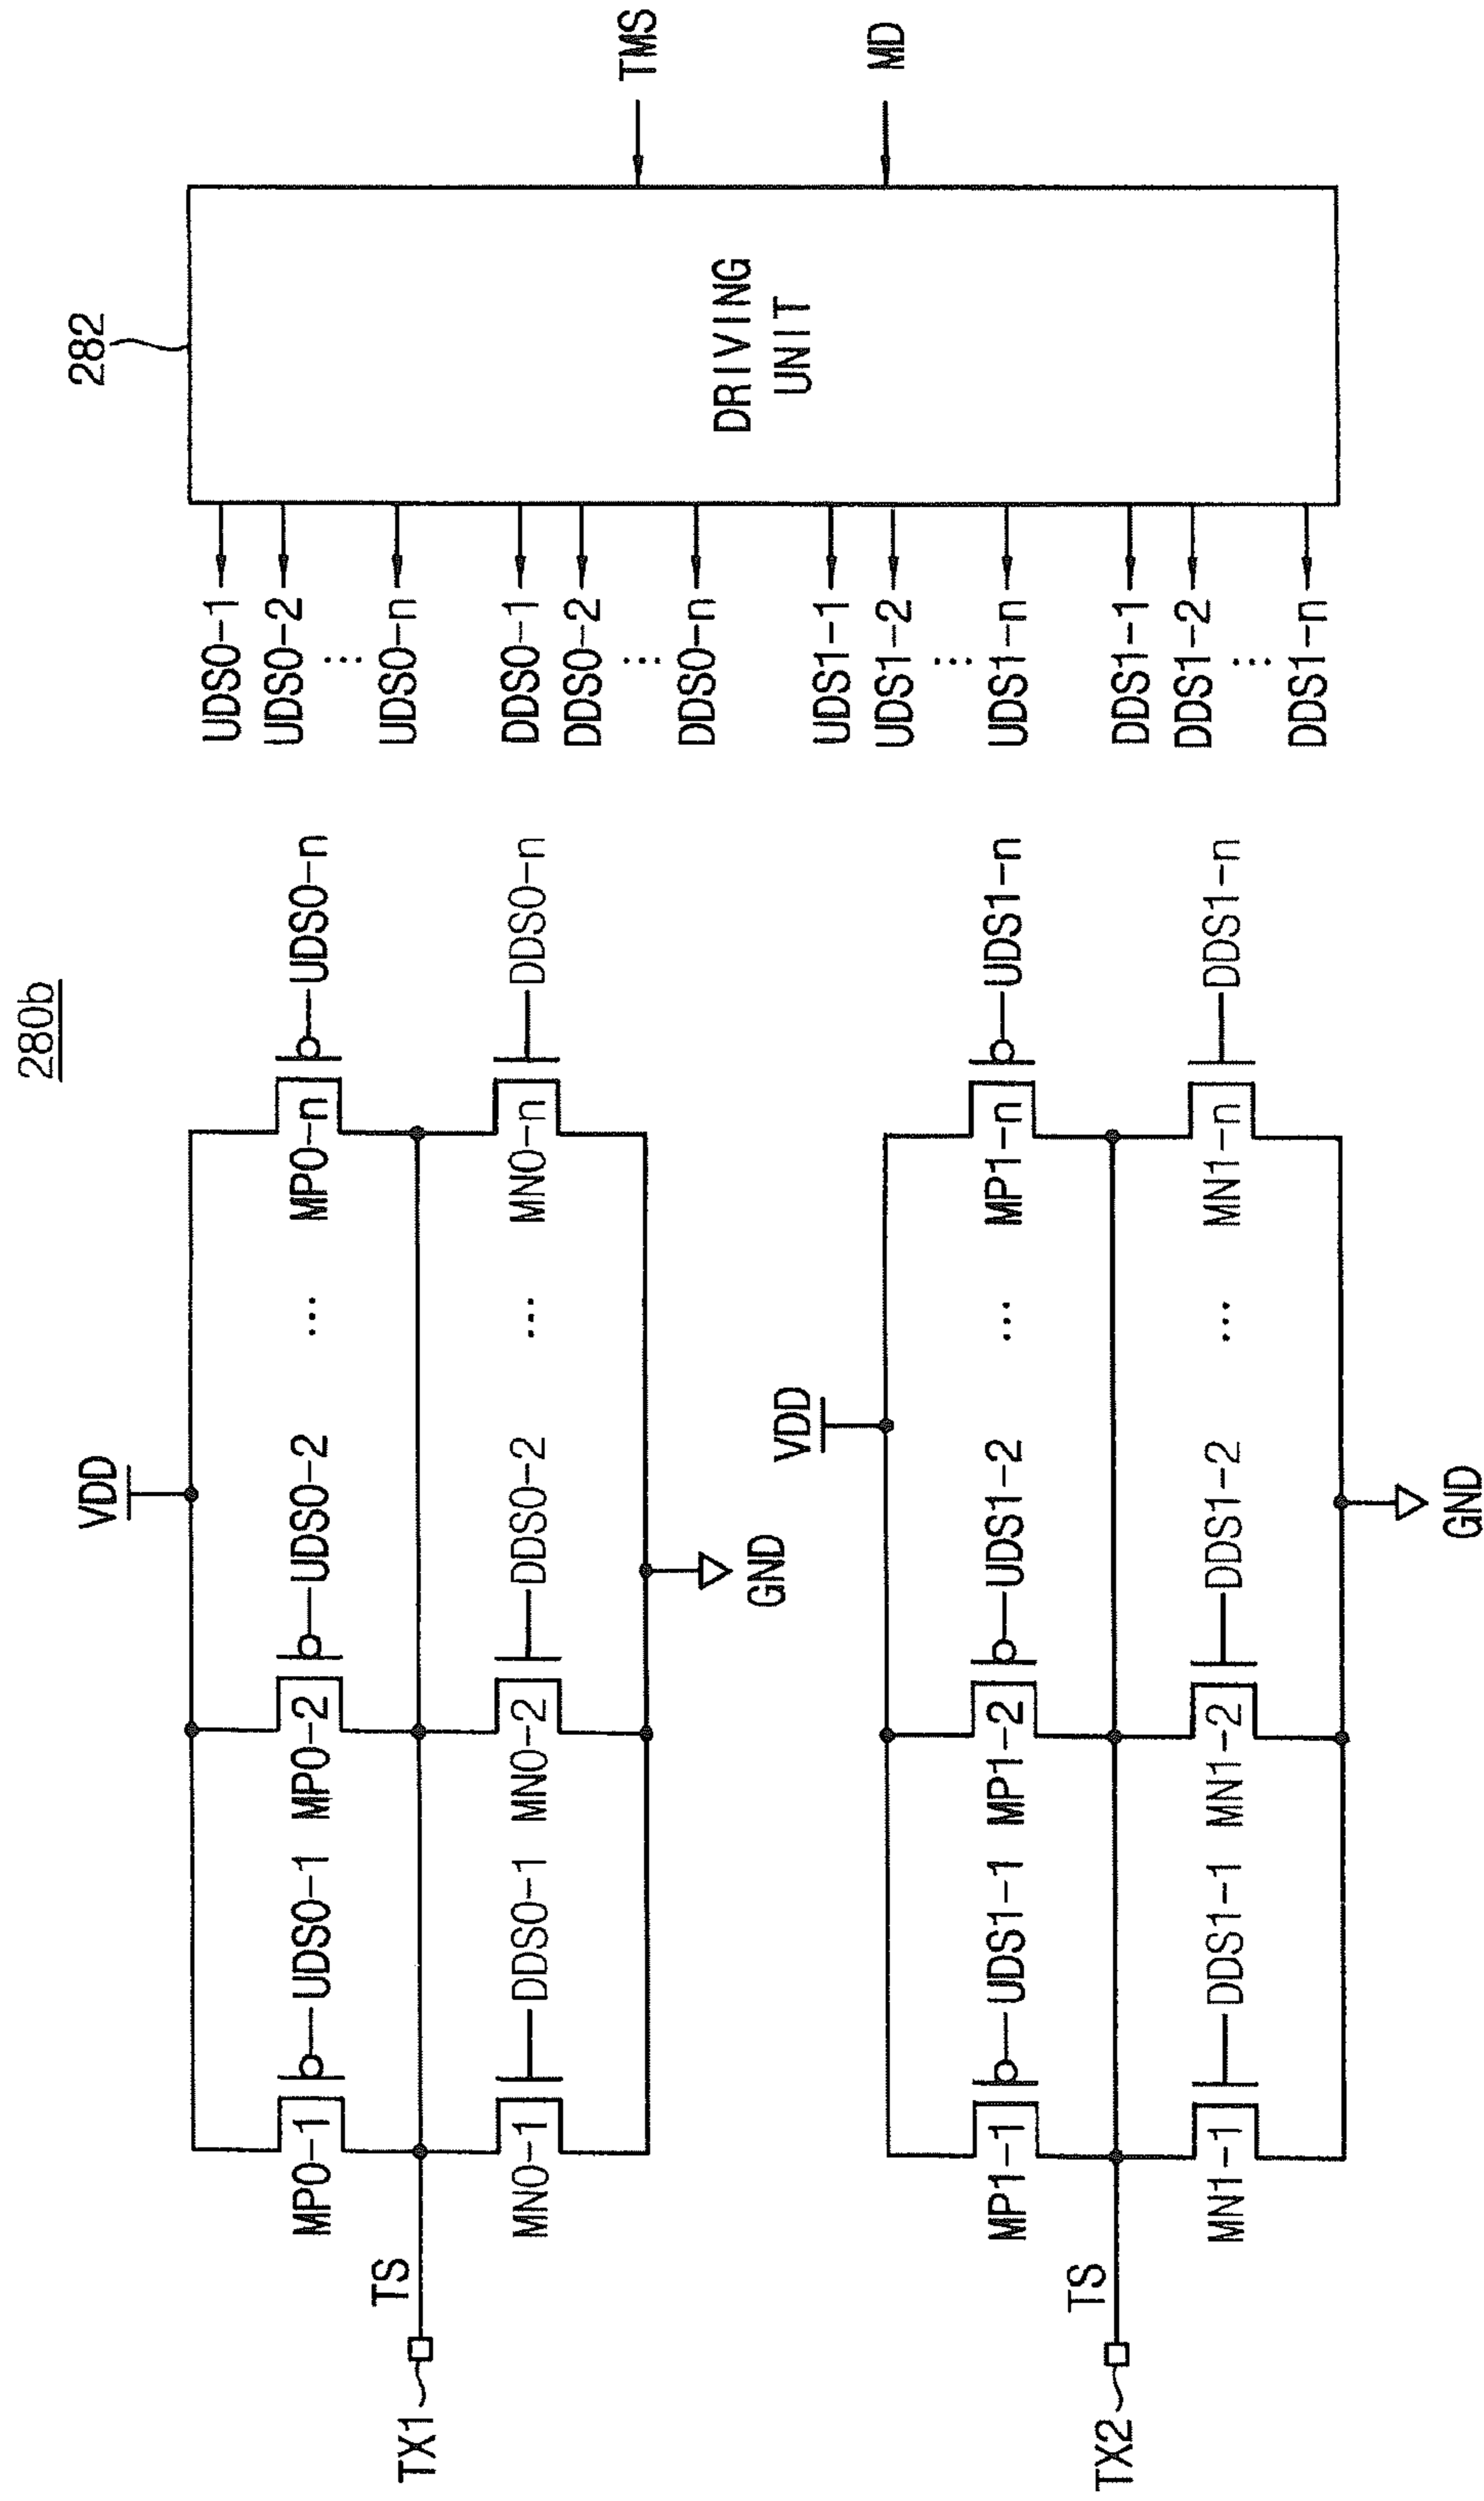 280b
VDD
MP0-1
UDS0-1
MP0-2
UDS0-2
...
MP0-n
UDS0-n
TX1
TS
MN0-1
DDS0-1
MN0-2
DDS0-2
...
MN0-n
DDS0-n
GND
VDD
MP1-1
UDS1-1
MP1-2
UDS1-2
...
MP1-n
UDS1-n
TX2
TS
MN1-1
DDS1-1
MN1-2
DDS1-2
...
MN1-n
DDS1-n
GND
282
UDS0-1
UDS0-2
...
UDS0-n
DDS0-1
DDS0-2
...
DDS0-n
UDS1-1
UDS1-2
...
UDS1-n
DDS1-1
DDS1-2
...
DDS1-n
DRIVING
UNIT
TMS
MD